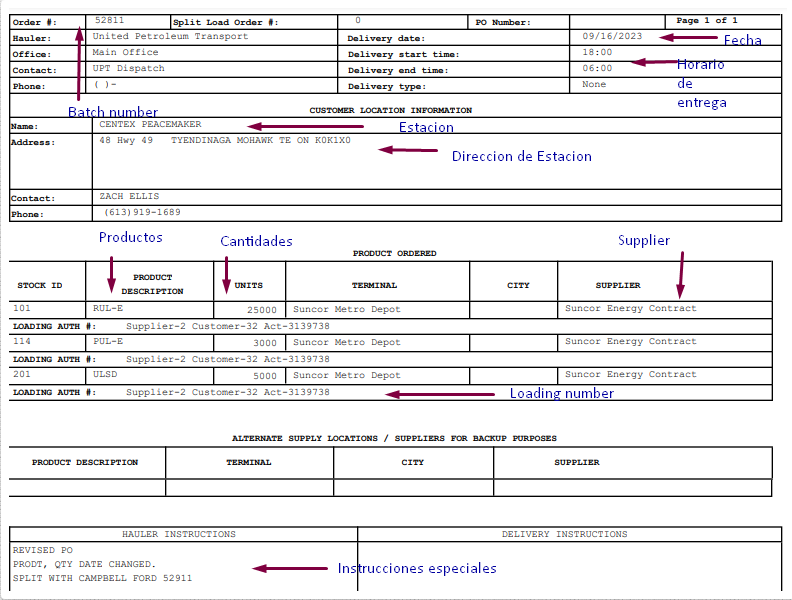 Order #: 52811 Split Load Order #: 0 PO Number: Page 1 of 1
Hauler: United Petroleum Transport Delivery date: 09/16/2023 Fecha
Office: Main Office Delivery start time: 18:00
Contact: UPT Dispatch Delivery end time: 06:00 Horario
Phone: ( )- Delivery type: None de
entrega
Batch number
CUSTOMER LOCATION INFORMATION
Name: CENTEX PEACEMAKER Estacion
Address: 48 Hwy 49 TYENDINAGA MOHAWK TE ON K0K1X0
Direccion de Estacion
Contact: ZACH ELLIS
Phone: (613)919-1689
Productos Cantidades Supplier
PRODUCT ORDERED
STOCK ID PRODUCT DESCRIPTION UNITS TERMINAL CITY SUPPLIER
101 RUL-E 25000 Suncor Metro Depot Suncor Energy Contract
LOADING AUTH #: Supplier-2 Customer-32 Act-3139738
114 PUL-E 3000 Suncor Metro Depot Suncor Energy Contract
LOADING AUTH #: Supplier-2 Customer-32 Act-3139738
201 ULSD 5000 Suncor Metro Depot Suncor Energy Contract
LOADING AUTH #: Supplier-2 Customer-32 Act-3139738 Loading number
ALTERNATE SUPPLY LOCATIONS / SUPPLIERS FOR BACKUP PURPOSES
PRODUCT DESCRIPTION TERMINAL CITY SUPPLIER
HAULER INSTRUCTIONS DELIVERY INSTRUCTIONS
REVISED PO
PRODT, QTY DATE CHANGED. Instrucciones especiales
SPLIT WITH CAMPBELL FORD 52911